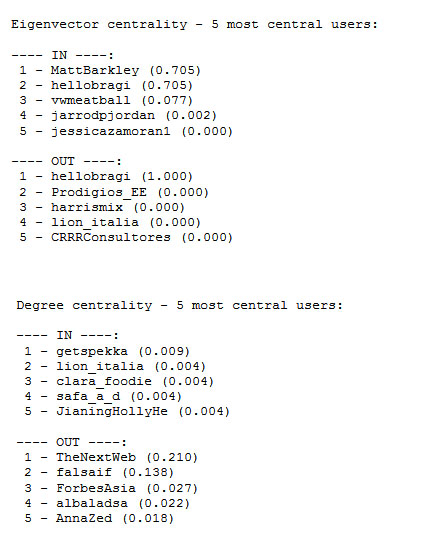 Eigenvector centrality - 5 most central users:
---- IN ----:
1 - MattBarkley (0.705)
2 - hellobragi (0.705)
3 - vwmeatball (0.077)
4 - jarrodpjordan (0.002)
5 - jessicazamoran1 (0.000)
---- OUT ----:
1 - hellobragi (1.000)
2 - Prodigios_EE (0.000)
3 - harrismix (0.000)
4 - lion_italia (0.000)
5 - CRRRConsultores (0.000)
Degree centrality - 5 most central users:
---- IN ----:
1 - getspekka (0.009)
2 - lion_italia (0.004)
3 - clara_foodie (0.004)
4 - safa_a_d (0.004)
5 - JianingHollyHe (0.004)
---- OUT ----:
1 - TheNextWeb (0.210)
2 - falsaif (0.138)
3 - ForbesAsia (0.027)
4 - albaladsa (0.022)
5 - AnnaZed (0.018)